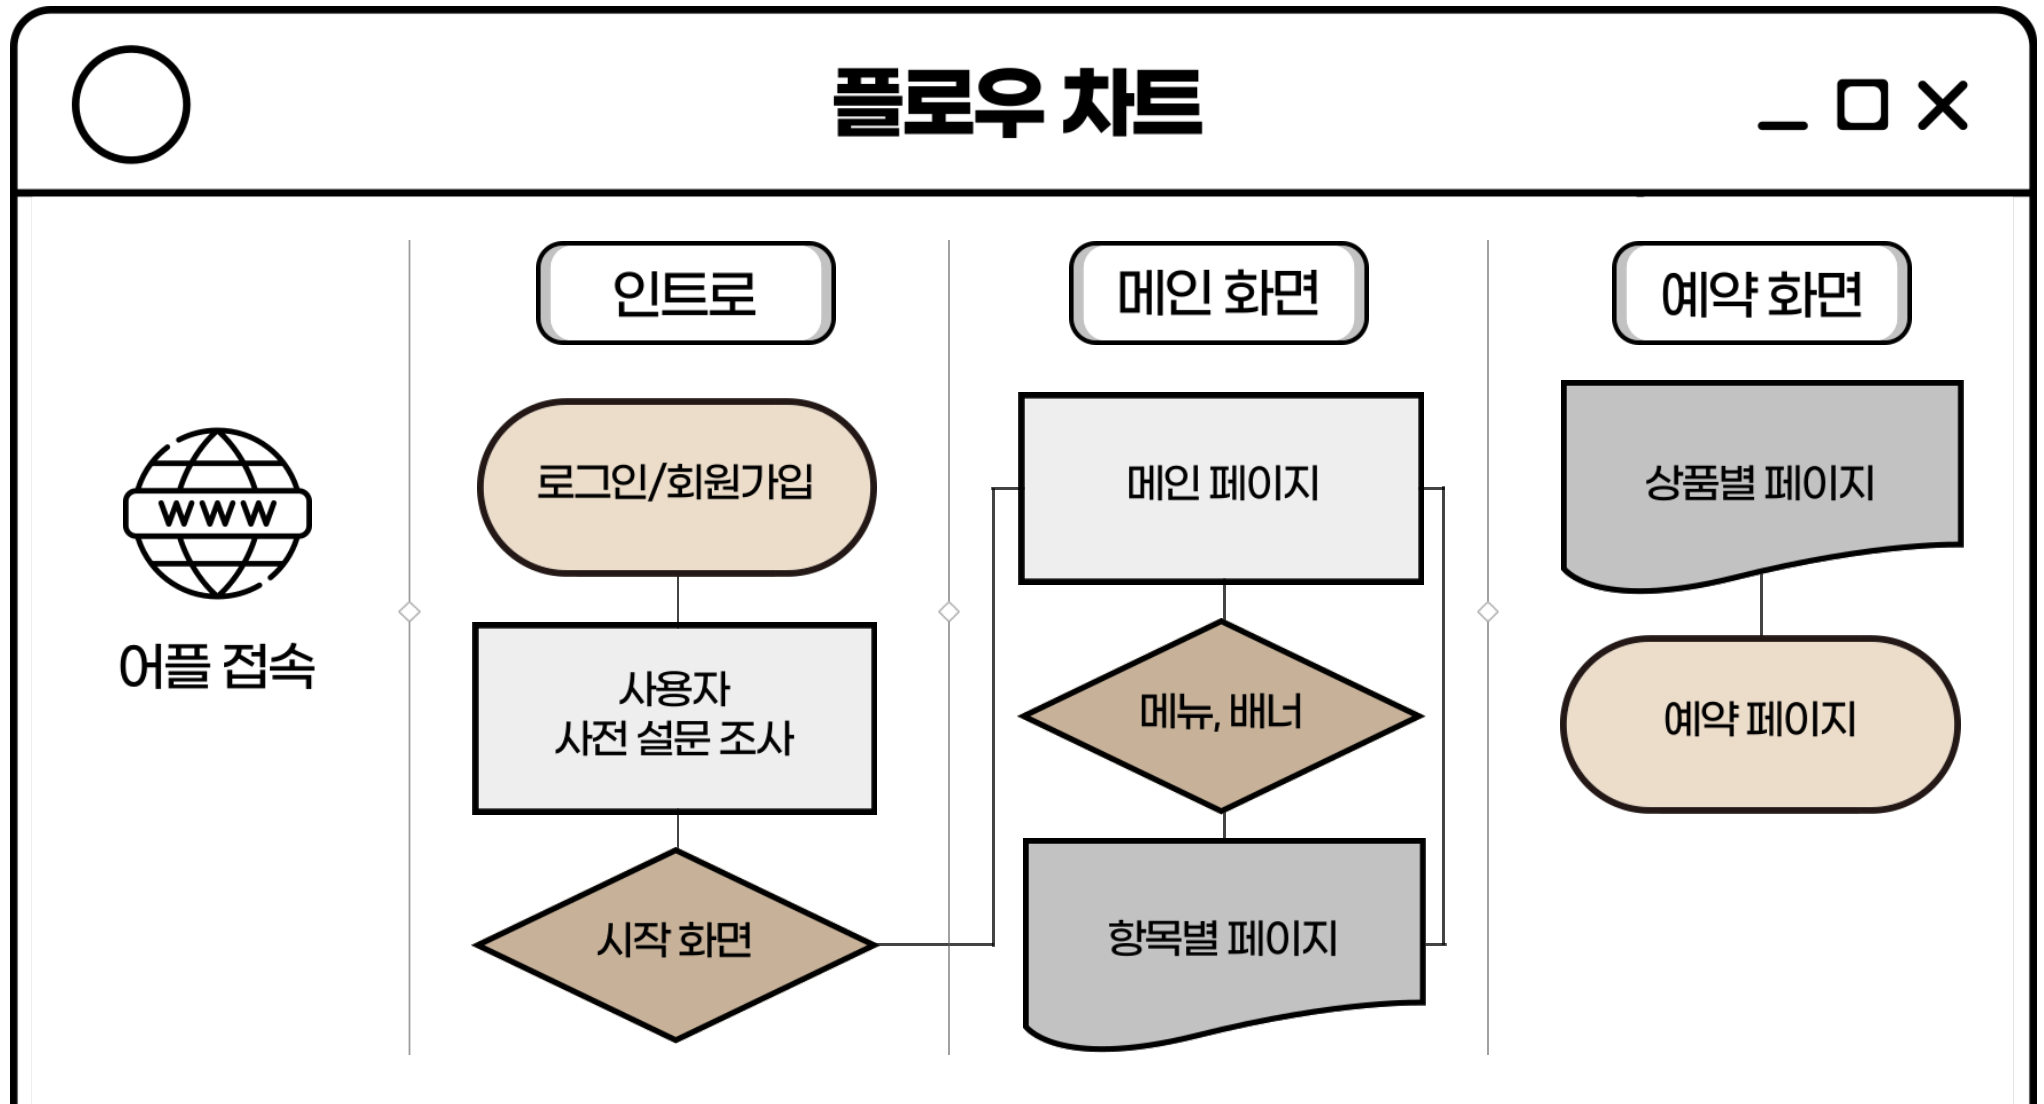 플로우 차트
WWW
어플 접속
인트로
로그인/회원가입
사용자
사전 설문 조사
시작 화면
메인 화면
메인 페이지
메뉴, 배너
항목별 페이지
예약 화면
상품별 페이지
예약 페이지